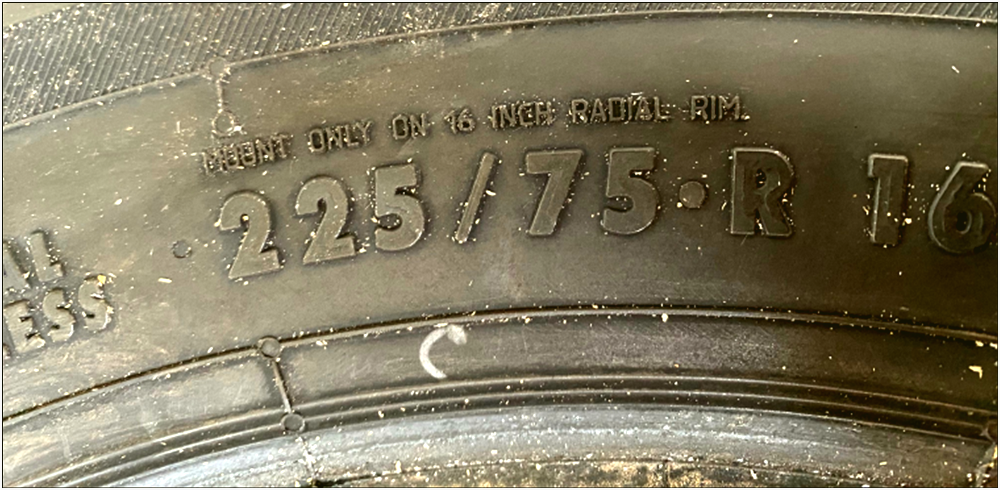 MOUNT ONLY ON 16 INCH RADIAL RIM.
225/75·R 16